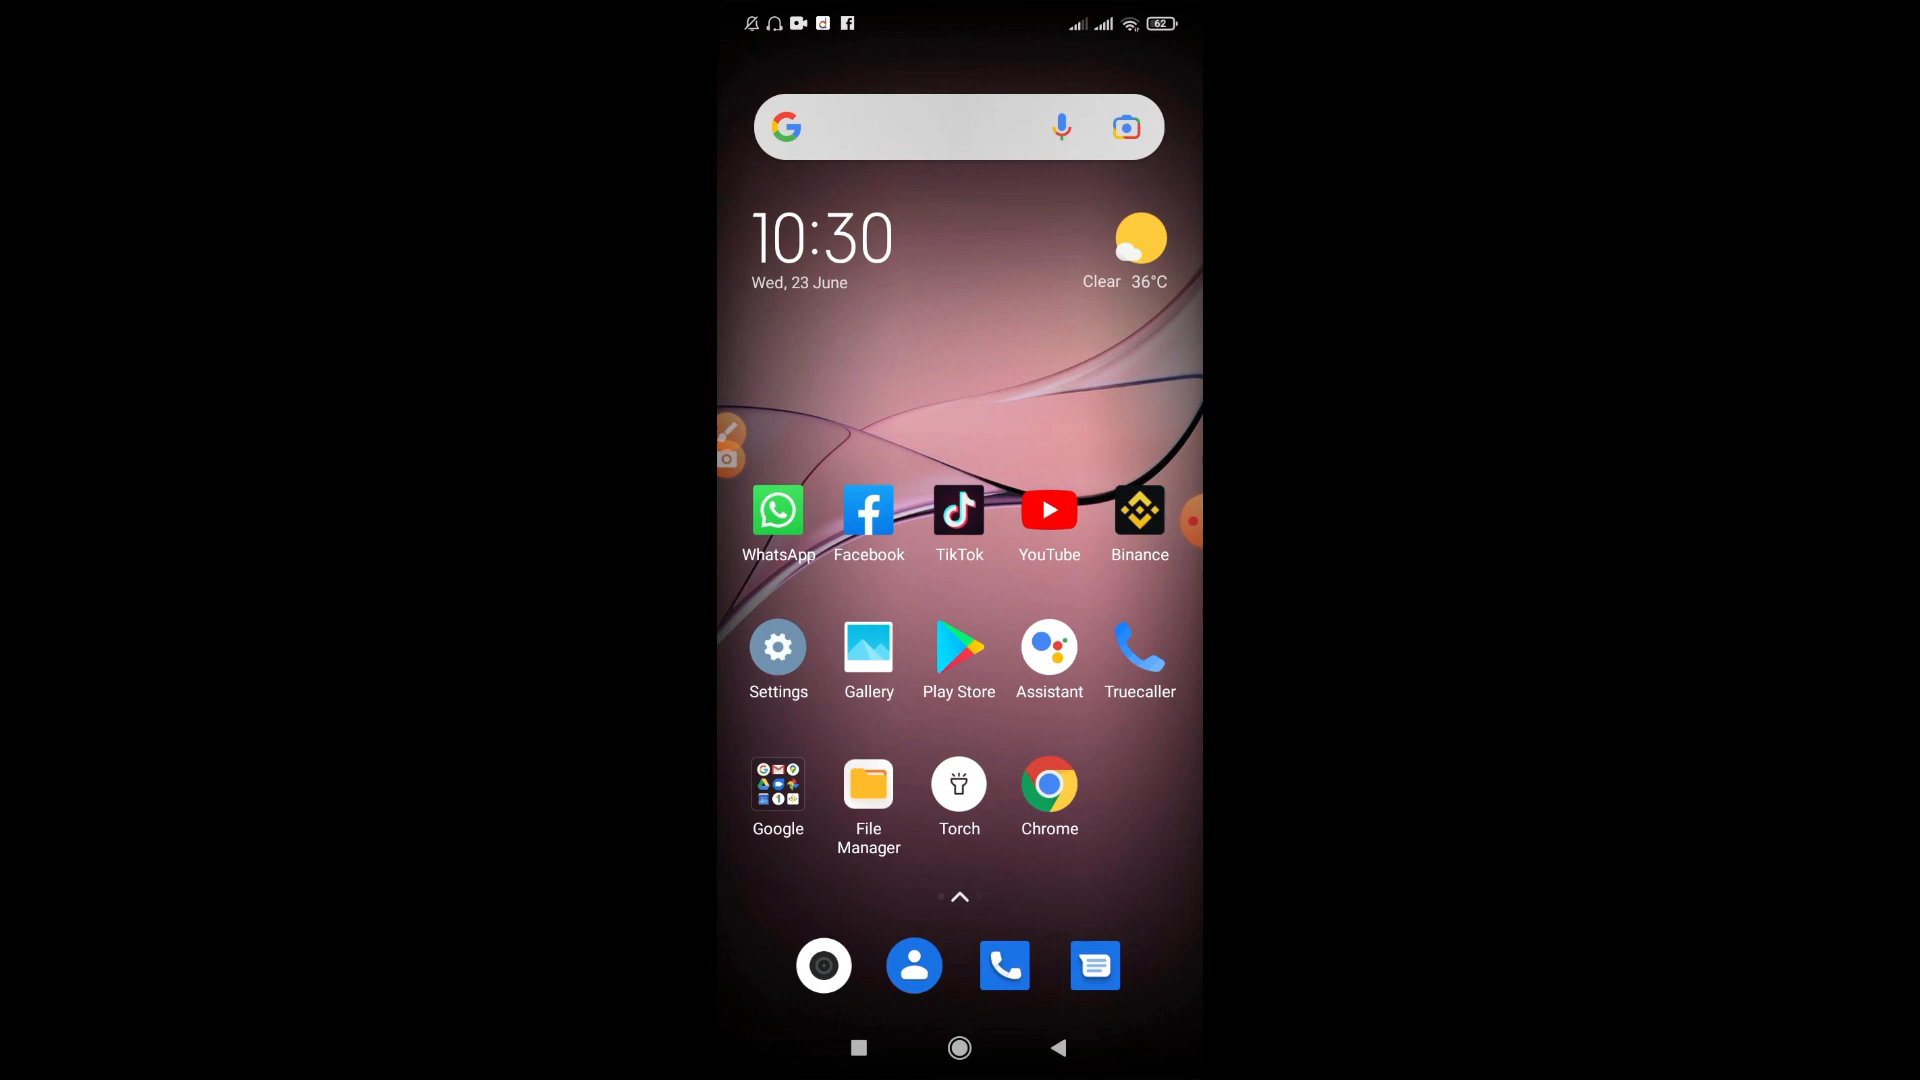 62
10:30
Wed, 23 June
Clear 36°C
WhatsApp Facebook TikTok YouTube Binance
Settings Gallery Play Store Assistant Truecaller
Google File Manager Torch Chrome